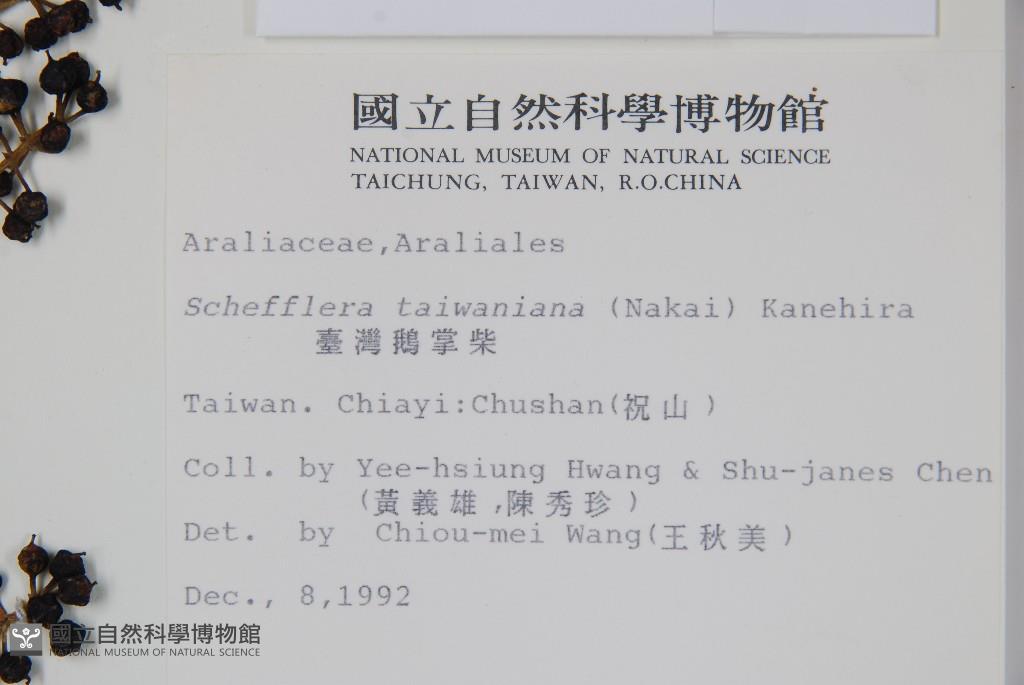 國立自然科學博物館
NATIONAL MUSEUM OF NATURAL SCIENCE
TAICHUNG, TAIWAN, R.O.CHINA
Araliaceae,Araliales
Schefflera taiwaniana (Nakai) Kanehira
臺灣鵝掌柴
Taiwan. Chiayi:Chushan(祝山)
Coll. by Yee-hsiung Hwang & Shu-janes Chen
(黃義雄,陳秀珍)
Det. by Chiou-mei Wang(王秋美)
Dec., 8,1992
國立自然科學博物館
NATIONAL MUSEUM OF NATURAL SCIENCE